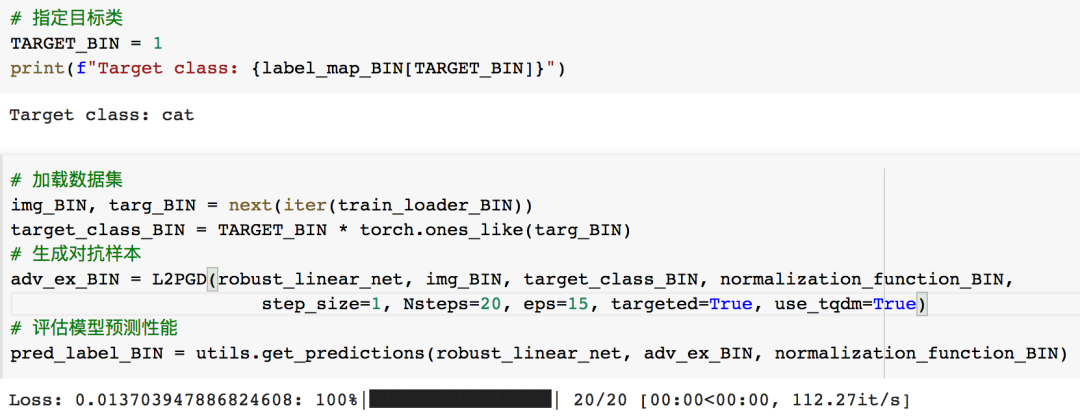 # 指定目标类
TARGET_BIN = 1
print(f"Target class: {label_map_BIN[TARGET_BIN]}")
Target class: cat
# 加载数据集
img_BIN, targ_BIN = next(iter(train_loader_BIN))
target_class_BIN = TARGET_BIN * torch.ones_like(targ_BIN)
# 生成对抗样本
adv_ex_BIN = L2PGD(robust_linear_net, img_BIN, target_class_BIN, normalization_function_BIN,
step_size=1, Nsteps=20, eps=15, targeted=True, use_tqdm=True)
# 评估模型预测性能
pred_label_BIN = utils.get_predictions(robust_linear_net, adv_ex_BIN, normalization_function_BIN)
Loss: 0.013703947886824608: 100%|██████████| 20/20 [00:00<00:00, 112.27it/s]